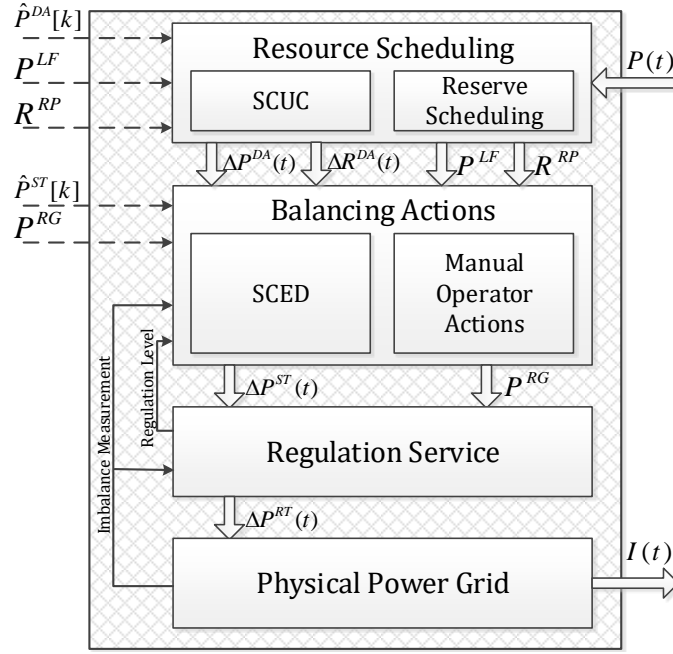 P̂^{DA}[k]
P^{LF}
R^{RP}
Resource Scheduling
SCUC
Reserve
Scheduling
P(t)
ΔP^{DA}(t)
ΔR^{DA}(t)
P^{LF}
R^{RP}
P̂^{ST}[k]
P^{RG}
Balancing Actions
SCED
Manual
Operator
Actions
Imbalance Measurement
Regulation Level
ΔP^{ST}(t)
P^{RG}
Regulation Service
ΔP^{RT}(t)
Physical Power Grid
I(t)